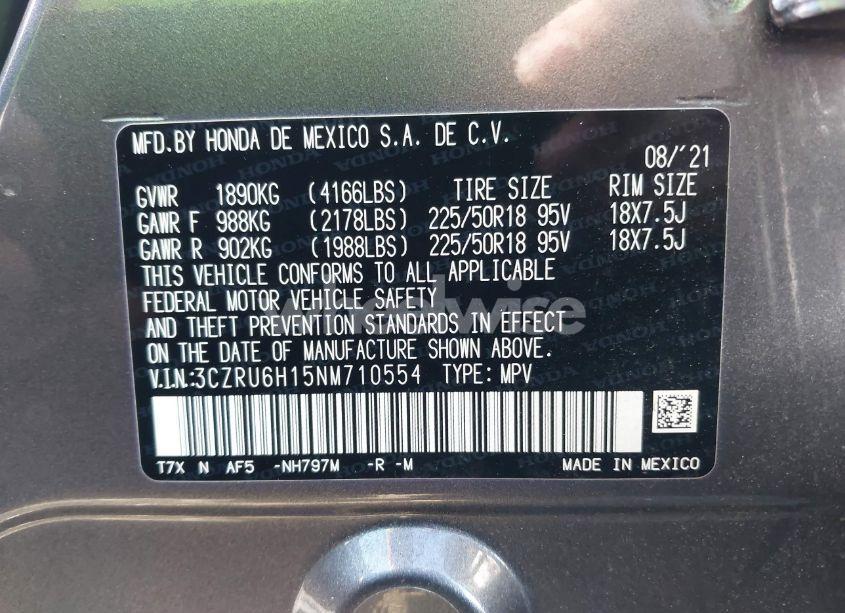 MFD.BY HONDA DE MEXICO S.A. DE C.V.
08/'21
GVWR 1890KG (4166LBS) TIRE SIZE RIM SIZE
GAWR F 988KG (2178LBS) 225/50R18 95V 18X7.5J
GAWR R 902KG (1988LBS) 225/50R18 95V 18X7.5J
THIS VEHICLE CONFORMS TO ALL APPLICABLE
FEDERAL MOTOR VEHICLE SAFETY
AND THEFT PREVENTION STANDARDS IN EFFECT
ON THE DATE OF MANUFACTURE SHOWN ABOVE.
V.I.N.:3CZRU6H15NM710554 TYPE: MPV
T7X N AF5 -NH797M -R -M MADE IN MEXICO